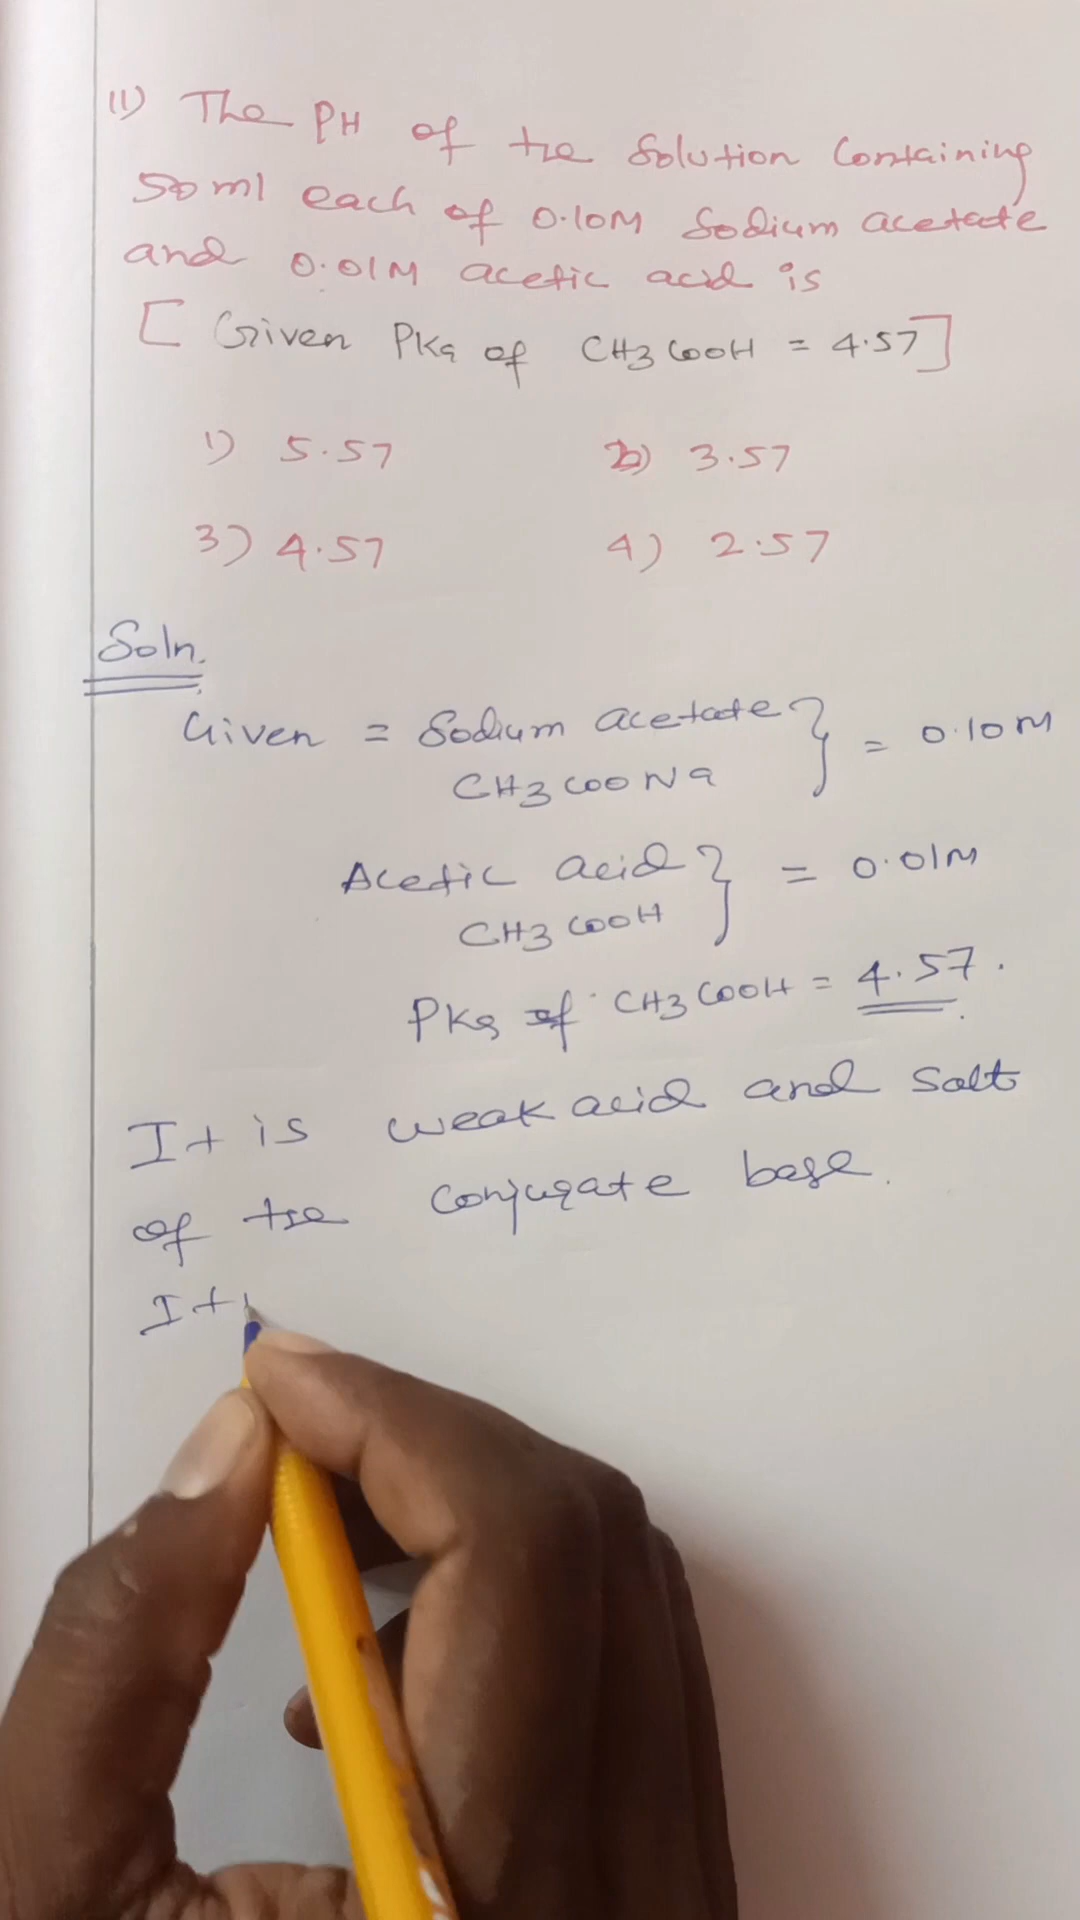 11) The PH of the Solution Containing
50ml each of 0.10M Sodium acetate
and 0.01M acetic acid is
[Given Pka of CH3COOH = 4.57]
1) 5.57 2) 3.57
3) 4.57 4) 2.57
Soln.
Given = Sodium acetate } = 0.10M
CH3COONa
Acetic acid } = 0.01M
CH3COOH
Pka of CH3COOH = 4.57.
It is weak acid and Salt
of the Conjugate base.
It